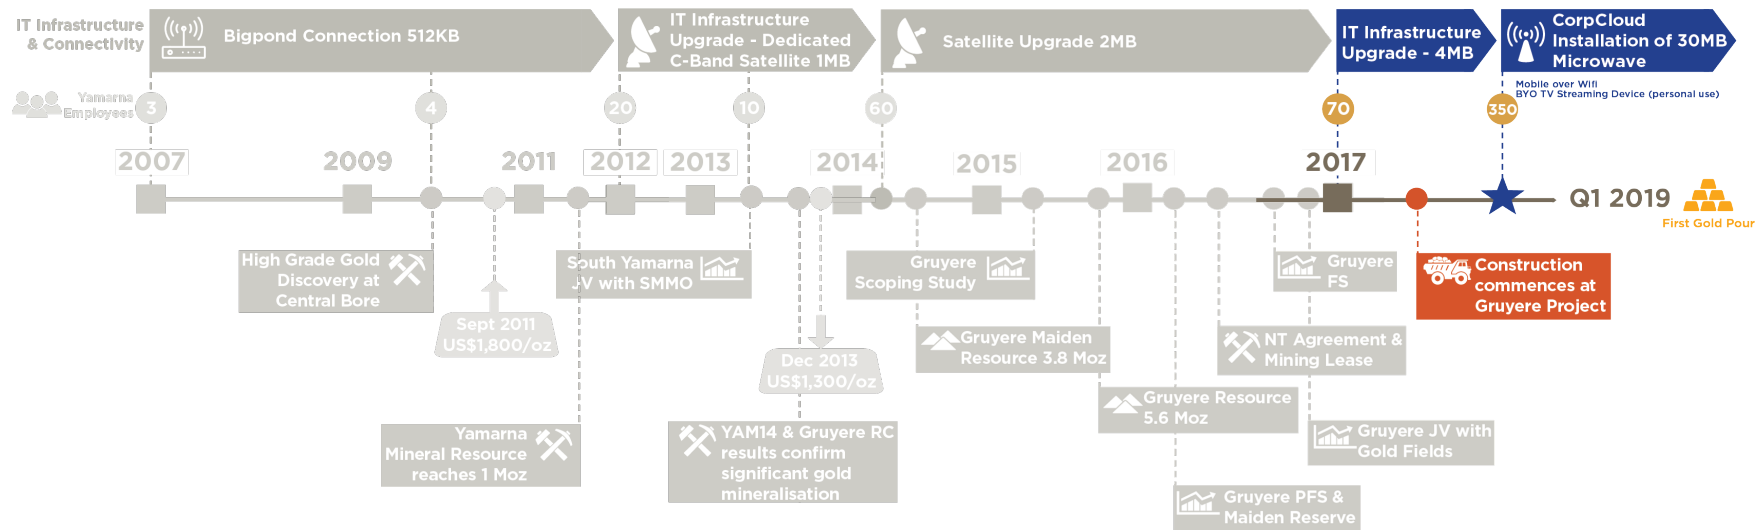 IT Infrastructure
& Connectivity
Bigpond Connection 512KB
IT Infrastructure
Upgrade - Dedicated
C-Band Satellite 1MB
Satellite Upgrade 2MB
IT Infrastructure
Upgrade - 4MB
CorpCloud
Installation of 30MB
Microwave
Mobile over Wifi
BYO TV Streaming Device (personal use)
Yamarna
Employees
3
4
20
10
60
70
350
2007
2009
2011
2012
2013
2014
2015
2016
2017
Q1 2019
First Gold Pour
High Grade Gold
Discovery at
Central Bore
Sept 2011
US$1,800/oz
Yamarna
Mineral Resource
reaches 1 Moz
South Yamarna
JV with SMMO
Dec 2013
US$1,300/oz
YAM14 & Gruyere RC
results confirm
significant gold
mineralisation
Gruyere
Scoping Study
Gruyere Maiden
Resource 3.8 Moz
Gruyere Resource
5.6 Moz
Gruyere PFS &
Maiden Reserve
NT Agreement &
Mining Lease
Gruyere
FS
Gruyere JV with
Gold Fields
Construction
commences at
Gruyere Project